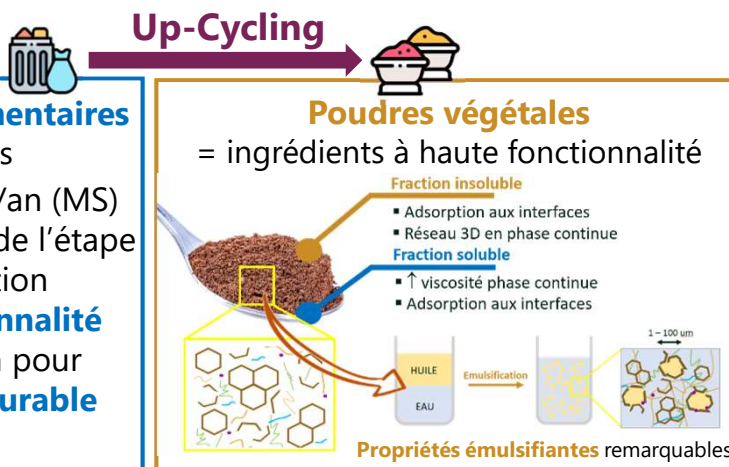 Up-Cycling
mentaires
s
/an (MS)
de l'étape
tion
nnalité
pour
urable
Poudres végétales
= ingrédients à haute fonctionnalité
Fraction insoluble
▪ Adsorption aux interfaces
▪ Réseau 3D en phase continue
Fraction soluble
▪ ↑ viscosité phase continue
▪ Adsorption aux interfaces
HUILE
EAU
Emulsification
1 – 100 um
Propriétés émulsifiantes remarquables